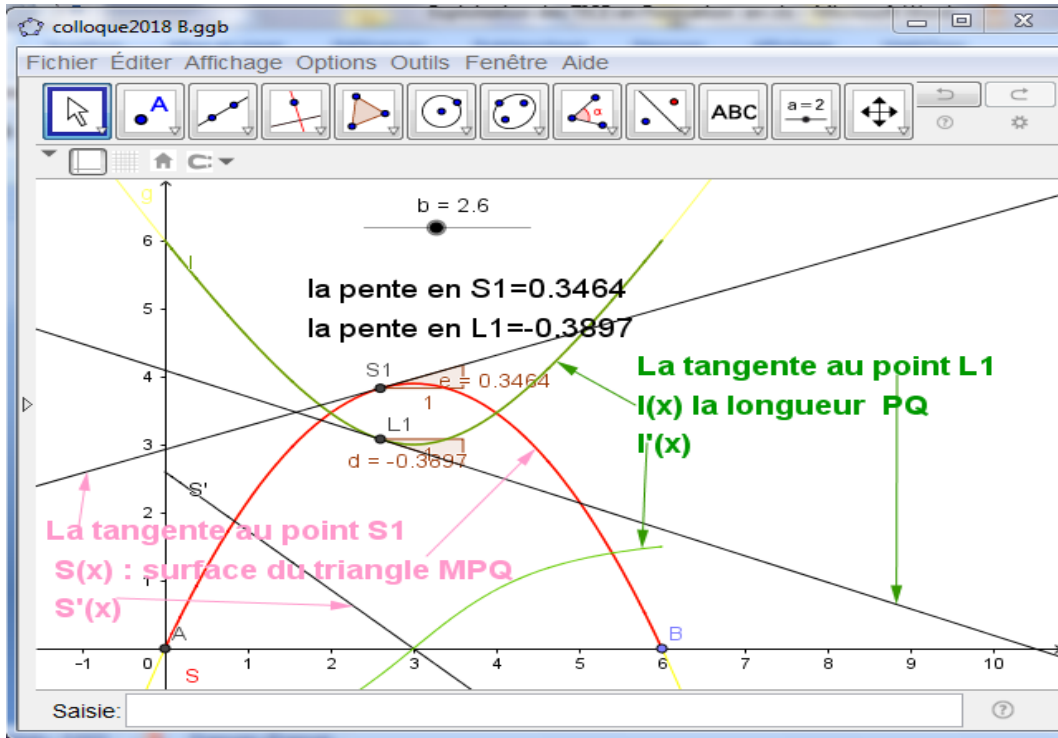 colloque2018 B.ggb
Fichier Éditer Affichage Options Outils Fenêtre Aide
A
α
ABC
a=2
b = 2.6
g
6
l
la pente en S1=0.3464
5
la pente en L1=-0.3897
4
S1
e = 0.3464
1
La tangente au point L1
l(x) la longueur PQ
l'(x)
L1
3
1
d = -0.3897
S'
2
La tangente au point S1
S(x) : surface du triangle MPQ
1
S'(x)
A
B
-1 0 1 2 3 4 5 6 7 8 9 10
S
Saisie: